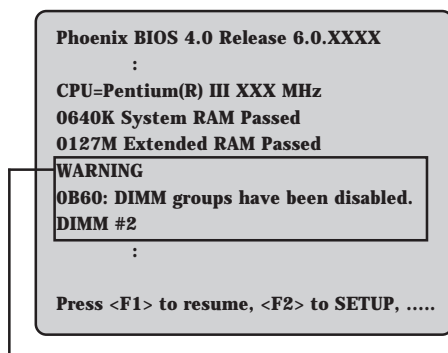 Phoenix BIOS 4.0 Release 6.0.XXXX
:
CPU=Pentium(R) III XXX MHz
0640K System RAM Passed
0127M Extended RAM Passed
WARNING
0B60: DIMM groups have been disabled.
DIMM #2
:
Press <F1> to resume, <F2> to SETUP, .....